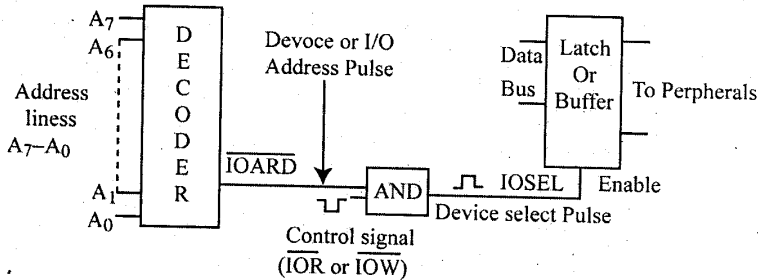 A7
A6
Address
liness
A7–A0
A1
A0
DECODER
Devoce or I/O
Address Pulse
IOARD
AND
Control signal
(IOR or IOW)
IOSEL
Device select Pulse
Enable
Data
Bus
Latch
Or
Buffer
To Perpherals